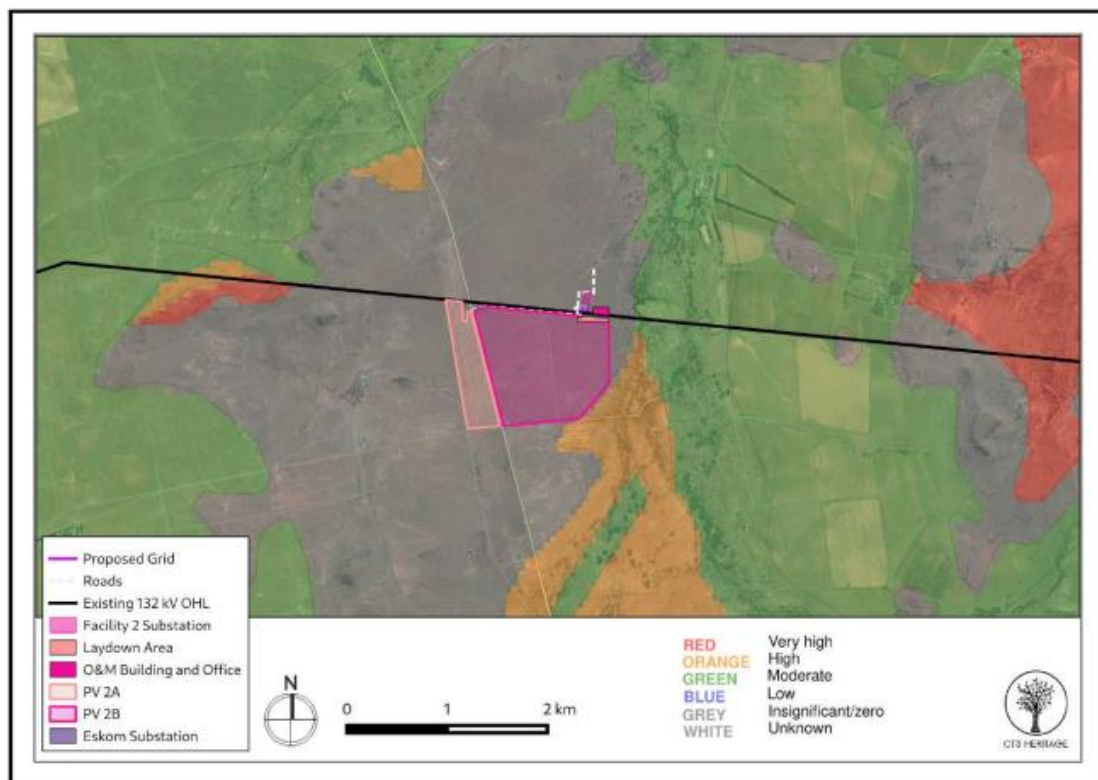 Proposed Grid
Roads
Existing 132 kV OHL
Facility 2 Substation
Laydown Area
O&M Building and Office
PV 2A
PV 2B
Eskom Substation
N
0 1 2 km
RED Very high
ORANGE High
GREEN Moderate
BLUE Low
GREY Insignificant/zero
WHITE Unknown
CTS HERITAGE